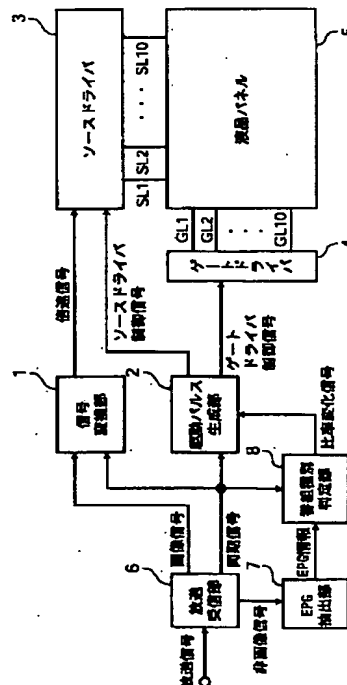 放送信号
6
放送
受信部
画像信号
同期信号
非画像信号
7
EPG
抽出部
EPG情報
1
信号
変換部
2
駆動パルス
生成部
8
番組種別
判定部
比率変化信号
倍速信号
ソースドライバ
制御信号
ゲート
ドライバ
制御信号
3
ソースドライバ
SL1
SL2
・・・
SL10
GL1
GL2
・・・
GL10
ゲートドライバ
4
液晶パネル
5